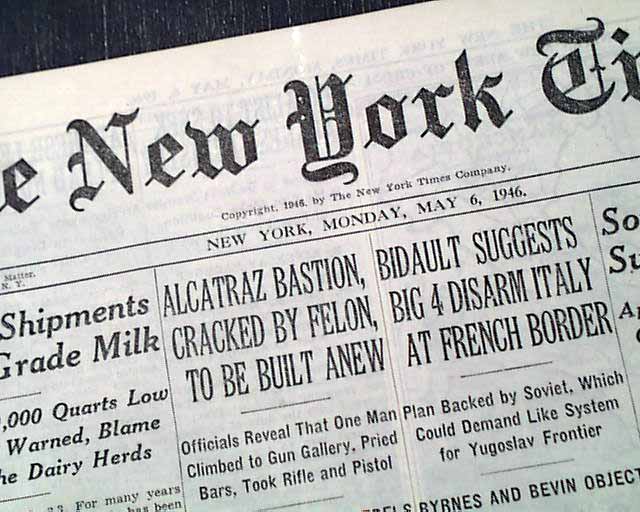 e New York Ti
Copyright, 1946, by The New York Times Company.
NEW YORK, MONDAY, MAY 6, 1946.
Matter,
N. Y.
Shipments
Grade Milk
,000 Quarts Low
Warned, Blame
he Dairy Herds
For many years
has been
ALCATRAZ BASTION,
CRACKED BY FELON,
TO BE BUILT ANEW
Officials Reveal That One Man
Climbed to Gun Gallery, Pried
Bars, Took Rifle and Pistol
BIDAULT SUGGESTS
BIG 4 DISARM ITALY
AT FRENCH BORDER
Plan Backed by Soviet, Which
Could Demand Like System
for Yugoslav Frontier
BYRNES AND BEVIN OBJECT
So
Su